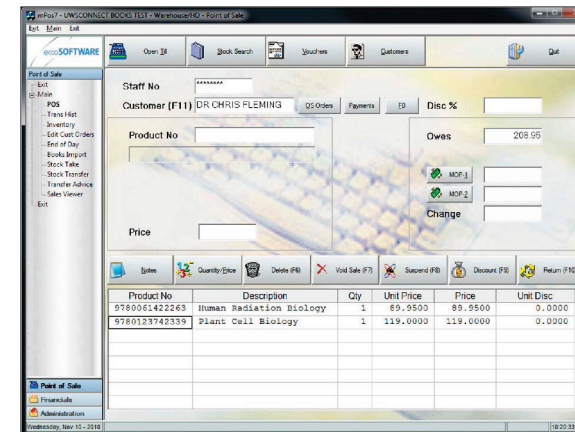 mPos7 - UWSCONNECT BOOKS TEST - Warehouse/HO - Point of Sale
Exit Main Exit
eccoSOFTWARE Open Till Stock Search Vouchers Customers Quit
Point of Sale
Exit
Main
POS
Trans Hist
Inventory
Edit Cust Orders
End of Day
Books Import
Stock Take
Stock Transfer
Transfer Advice
Sales Viewer
Exit
Staff No ********
Customer (F11) DR CHRIS FLEMING OS Orders Payments Disc %
Product No
Owes 208.95
MOP-1
MOP-2
Change
Price
Notes Quantity/Price Delete (F6) Void Sale (F7) Suspend (F8) Discount (F9) Return (F10
Product No Description Qty Unit Price Price Unit Disc
9780061422263 Human Radiation Biology 1 89.9500 89.9500 0.0000
9780123742339 Plant Cell Biology 1 119.0000 119.0000 0.0000
Point of Sale
Financials
Administration
Wednesday, Nov 10 - 2010 10:20:33